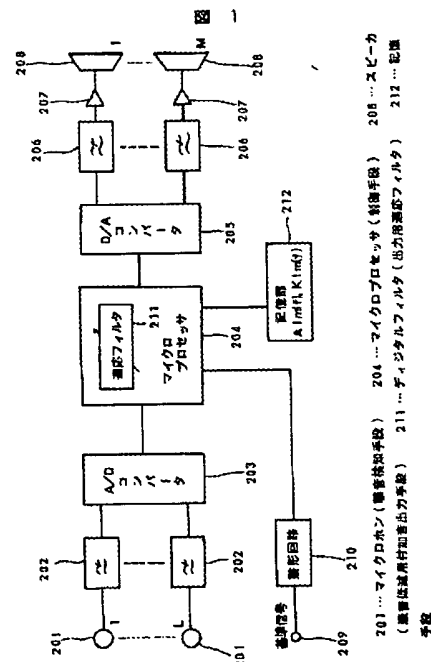 図 1
208
1
M
208
207
207
206
206
D/A
コンバータ
205
212
適応フィルタ
211
マイクロ
プロセッサ
204
記憶部
A/D
コンバータ
203
202
202
201
1
L
201
基準信号
209
整形回路
210
201…マイクロホン(騒音検知手段) 204…マイクロプロセッサ(制御手段) 208…スピーカ
(騒音低減用付加音出力手段) 211…ディジタルフィルタ(出力用適応フィルタ) 212…記憶
手段